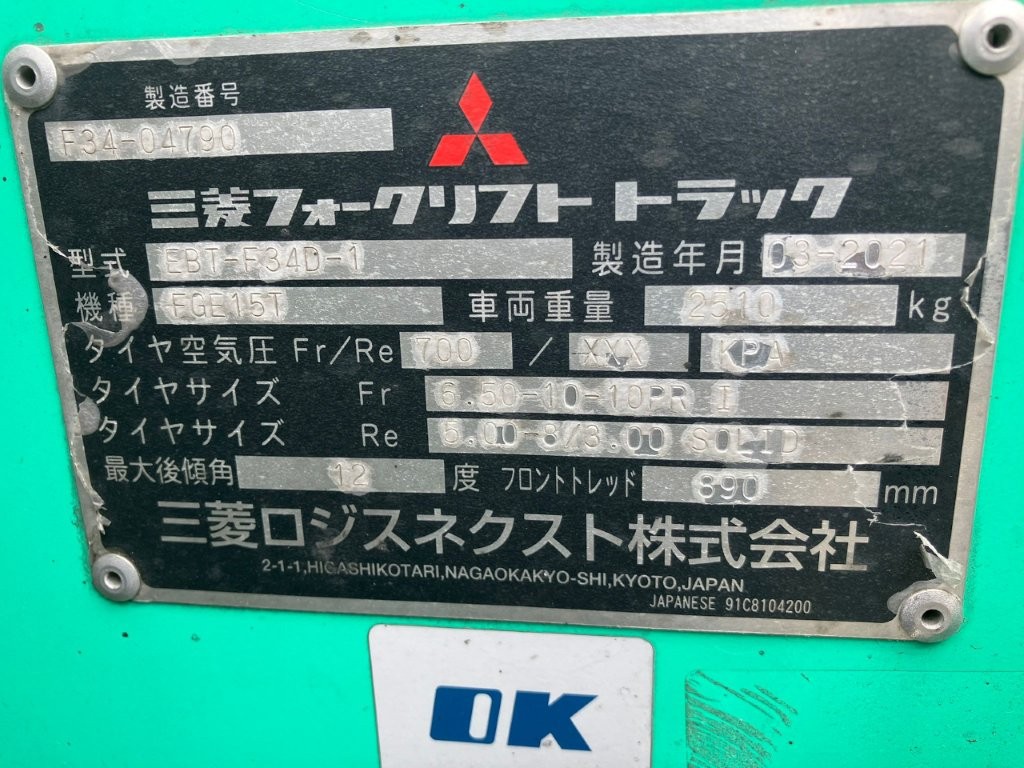 製造番号
F34-04790
三菱フォークリフト トラック
型式 EBT-F34D-1 製造年月 03-2021
機種 FGE15T 車両重量 2510 kg
タイヤ空気圧 Fr/Re 700 / XXX KPA
タイヤサイズ Fr 6.50-10-10PR I
タイヤサイズ Re 5.00-8/3.00 SOLID
最大後傾角 12 度 フロントトレッド 890 mm
三菱ロジスネクスト株式会社
2-1-1,HIGASHIKOTARI,NAGAOKAKYO-SHI,KYOTO,JAPAN
JAPANESE 91C8104200
OK